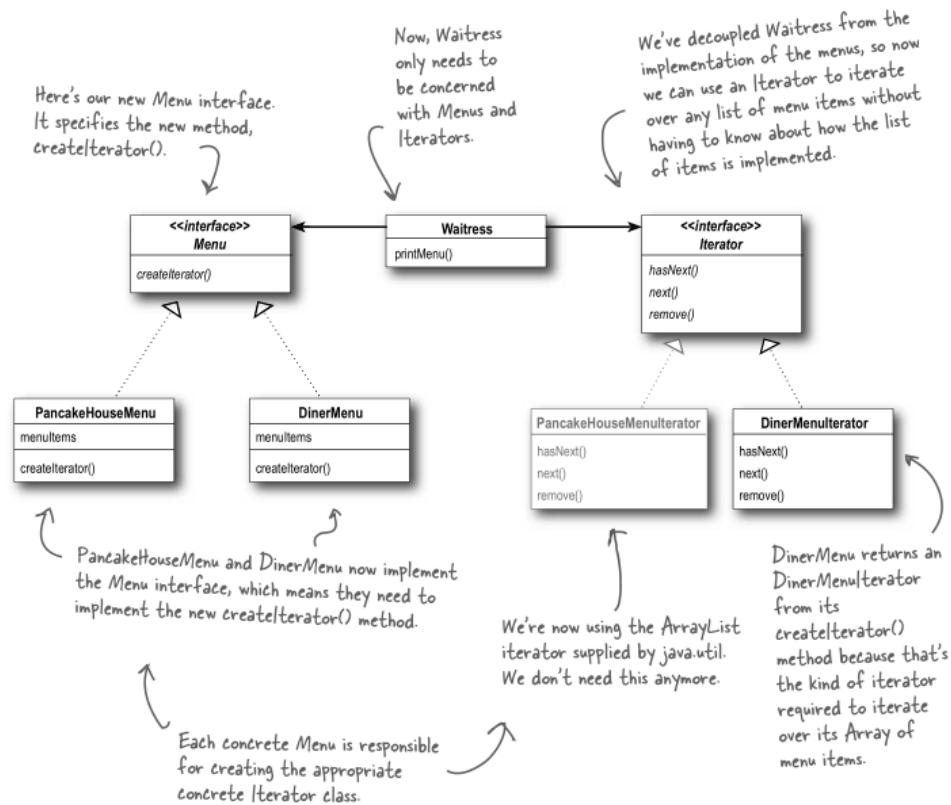 Here's our new Menu interface.
It specifies the new method,
createIterator().
Now, Waitress
only needs to
be concerned
with Menus and
Iterators.
We've decoupled Waitress from the
implementation of the menus, so now
we can use an Iterator to iterate
over any list of menu items without
having to know about how the list
of items is implemented.
<<interface>>
Menu
createIterator()
Waitress
printMenu()
<<interface>>
Iterator
hasNext()
next()
remove()
PancakeHouseMenu
menuItems
createIterator()
DinerMenu
menuItems
createIterator()
PancakeHouseMenuIterator
hasNext()
next()
remove()
DinerMenuIterator
hasNext()
next()
remove()
PancakeHouseMenu and DinerMenu now implement
the Menu interface, which means they need to
implement the new createIterator() method.
We're now using the ArrayList
iterator supplied by java.util.
We don't need this anymore.
DinerMenu returns an
DinerMenuIterator
from its
createIterator()
method because that's
the kind of iterator
required to iterate
over its Array of
menu items.
Each concrete Menu is responsible
for creating the appropriate
concrete Iterator class.